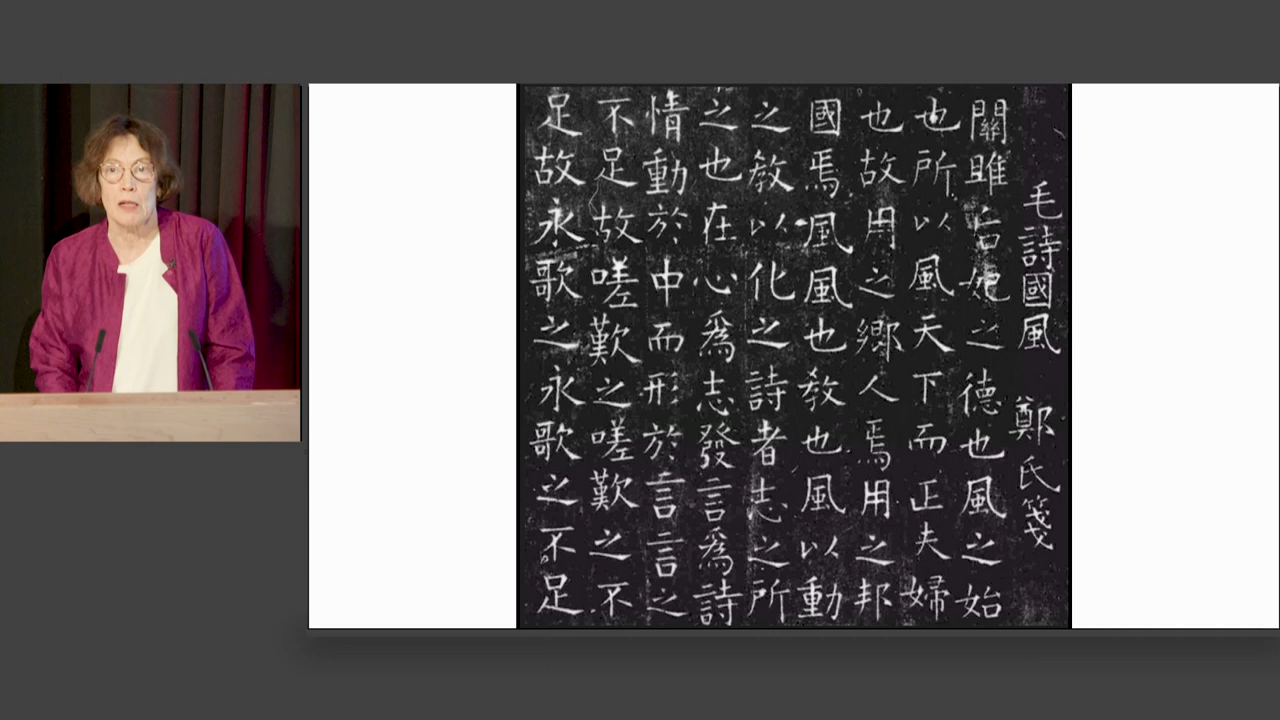 毛詩國風 鄭氏箋
關雎后妃之德也風之始
也所以風天下而正夫婦
也故用之鄉人焉用之邦
國焉風風也教也風以動
之教以化之詩者志之所
之也在心爲志發言爲詩
情動於中而形於言言之
不足故嗟歎之嗟歎之不
足故永歌之永歌之不足